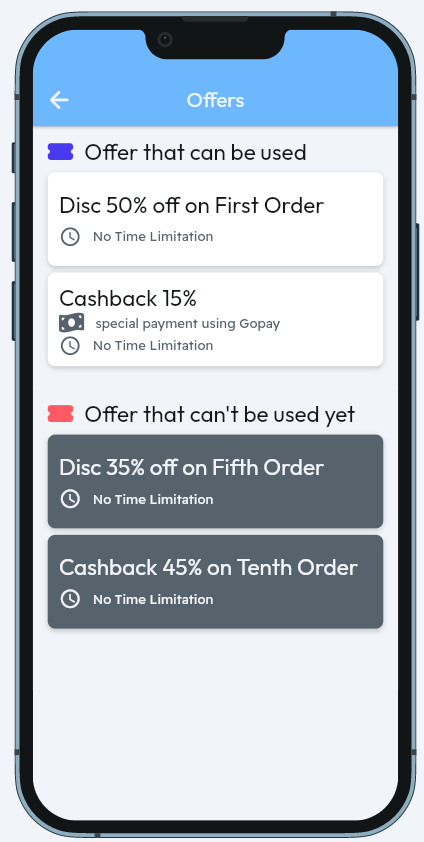 Offers
Offer that can be used
Disc 50% off on First Order
No Time Limitation
Cashback 15%
special payment using Gopay
No Time Limitation
Offer that can't be used yet
Disc 35% off on Fifth Order
No Time Limitation
Cashback 45% on Tenth Order
No Time Limitation